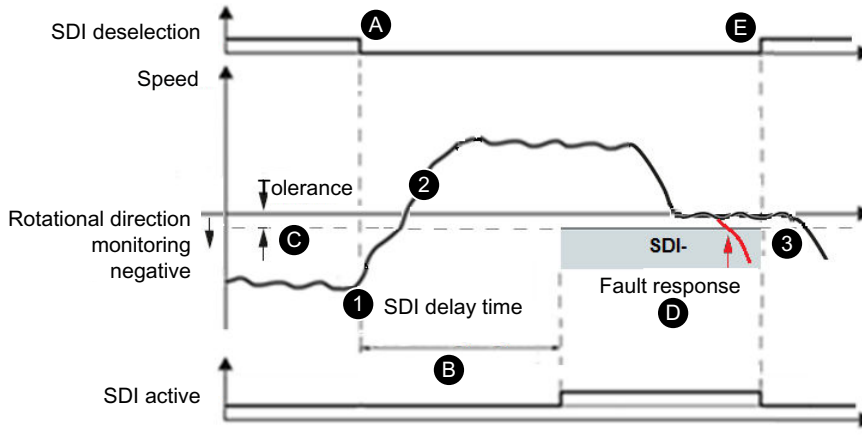 SDI deselection
A
E
Speed
Tolerance
2
Rotational direction
monitoring
negative
C
SDI-
3
1
SDI delay time
Fault response
D
B
SDI active